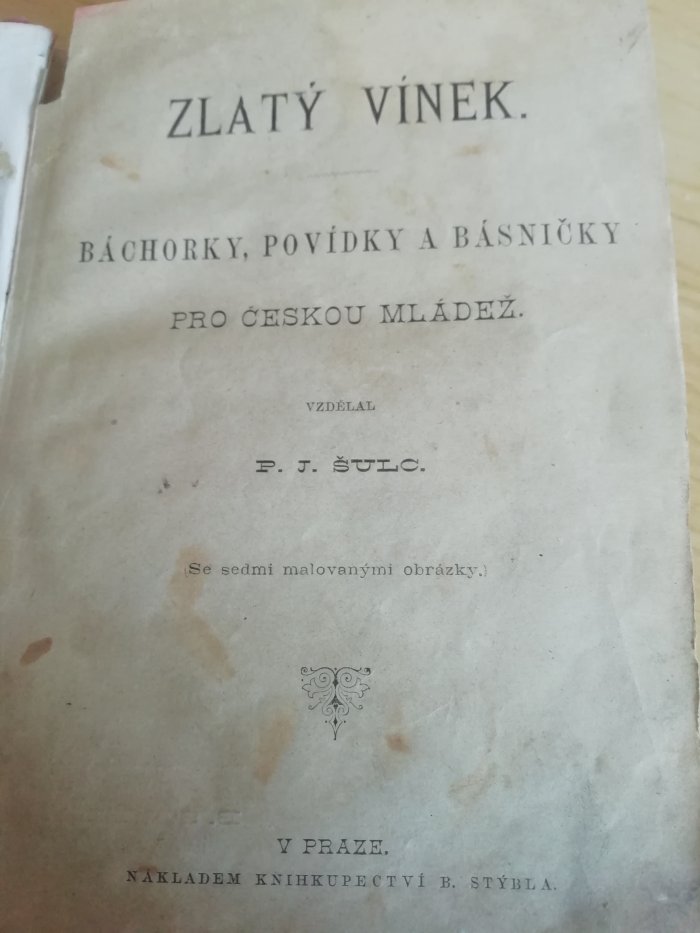 ZLATÝ VÍNEK.
BÁCHORKY, POVÍDKY A BÁSNIČKY
PRO ČESKOU MLÁDEŽ.
VZDĚLAL
P. J. ŠULC.
(Se sedmi malovanými obrázky.)
V PRAZE.
NÁKLADEM KNIHKUPECTVÍ B. STÝBLA.